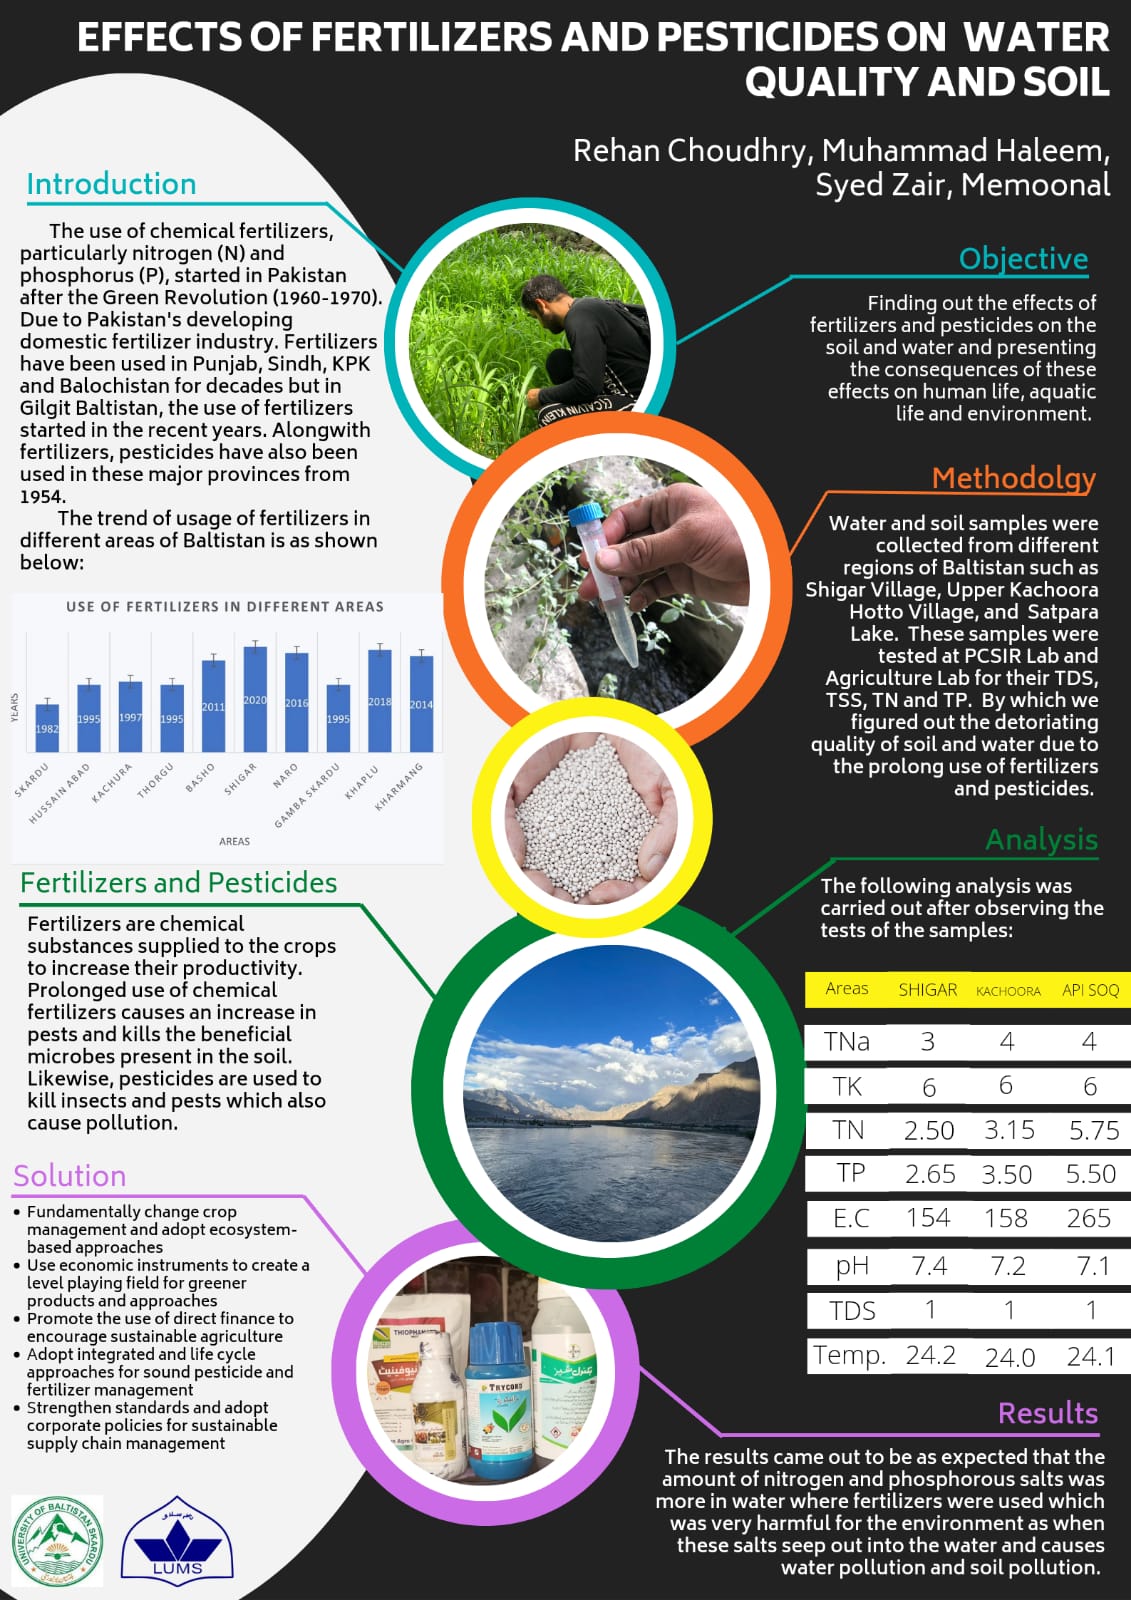 EFFECTS OF FERTILIZERS AND PESTICIDES ON WATER
QUALITY AND SOIL
Rehan Choudhry, Muhammad Haleem,
Syed Zair, Memoonal
Introduction
The use of chemical fertilizers,
particularly nitrogen (N) and
phosphorus (P), started in Pakistan
after the Green Revolution (1960-1970).
Due to Pakistan's developing
domestic fertilizer industry. Fertilizers
have been used in Punjab, Sindh, KPK
and Balochistan for decades but in
Gilgit Baltistan, the use of fertilizers
started in the recent years. Alongwith
fertilizers, pesticides have also been
used in these major provinces from
1954.
The trend of usage of fertilizers in
different areas of Baltistan is as shown
below:
USE OF FERTILIZERS IN DIFFERENT AREAS
YEARS
1982 1995 1997 1995 2011 2020 2016 1995 2018 2014
SKARDU HUSSAIN ABAD KACHURA THORGU BASHO SHIGAR NARO GAMBA SKARDU KHAPLU KHARMANG
AREAS
Fertilizers and Pesticides
Fertilizers are chemical
substances supplied to the crops
to increase their productivity.
Prolonged use of chemical
fertilizers causes an increase in
pests and kills the beneficial
microbes present in the soil.
Likewise, pesticides are used to
kill insects and pests which also
cause pollution.
Solution
• Fundamentally change crop
management and adopt ecosystem-
based approaches
• Use economic instruments to create a
level playing field for greener
products and approaches
• Promote the use of direct finance to
encourage sustainable agriculture
• Adopt integrated and life cycle
approaches for sound pesticide and
fertilizer management
• Strengthen standards and adopt
corporate policies for sustainable
supply chain management
UNIVERSITY OF BALTISTAN SKARDU
LUMS
CALVIN KLEIN
THIOPHANATE
TRYCORD
Objective
Finding out the effects of
fertilizers and pesticides on the
soil and water and presenting
the consequences of these
effects on human life, aquatic
life and environment.
Methodolgy
Water and soil samples were
collected from different
regions of Baltistan such as
Shigar Village, Upper Kachoora
Hotto Village, and Satpara
Lake. These samples were
tested at PCSIR Lab and
Agriculture Lab for their TDS,
TSS, TN and TP. By which we
figured out the detoriating
quality of soil and water due to
the prolong use of fertilizers
and pesticides.
Analysis
The following analysis was
carried out after observing the
tests of the samples:
Areas SHIGAR KACHOORA API SOQ
TNa 3 4 4
TK 6 6 6
TN 2.50 3.15 5.75
TP 2.65 3.50 5.50
E.C 154 158 265
pH 7.4 7.2 7.1
TDS 1 1 1
Temp. 24.2 24.0 24.1
Results
The results came out to be as expected that the
amount of nitrogen and phosphorous salts was
more in water where fertilizers were used which
was very harmful for the environment as when
these salts seep out into the water and causes
water pollution and soil pollution.